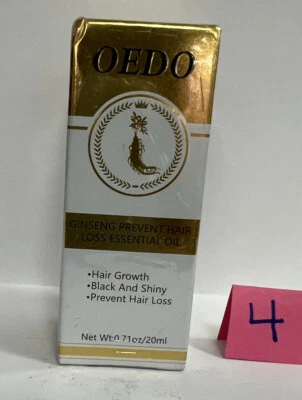 OEDO
GINSENG PREVENT HAIR
LOSS ESSENTIAL OIL
•Hair Growth
•Black And Shiny
•Prevent Hair Loss
Net Wt:0.71oz/20ml
4